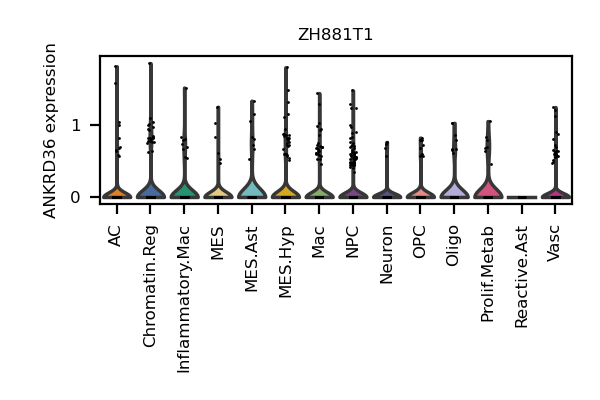 ZH881T1
ANKRD36 expression
1
0
AC
Chromatin.Reg
Inflammatory.Mac
MES
MES.Ast
MES.Hyp
Mac
NPC
Neuron
OPC
Oligo
Prolif.Metab
Reactive.Ast
Vasc